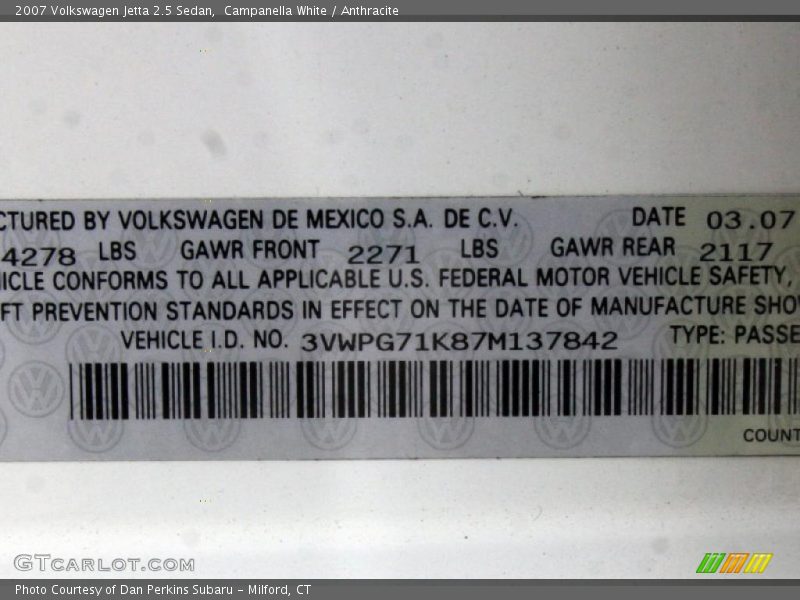 2007 Volkswagen Jetta 2.5 Sedan, Campanella White / Anthracite
CTURED BY VOLKSWAGEN DE MEXICO S.A. DE C.V. DATE 03.07
4278 LBS GAWR FRONT 2271 LBS GAWR REAR 2117
ICLE CONFORMS TO ALL APPLICABLE U.S. FEDERAL MOTOR VEHICLE SAFETY,
FT PREVENTION STANDARDS IN EFFECT ON THE DATE OF MANUFACTURE SHO
VEHICLE I.D. NO. 3VWPG71K87M137842 TYPE: PASSE
COUNT
GTCARLOT.COM
Photo Courtesy of Dan Perkins Subaru - Milford, CT